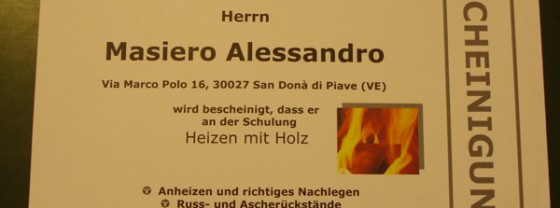 Herrn
Masiero Alessandro
Via Marco Polo 16, 30027 San Donà di Piave (VE)
wird bescheinigt, dass er
an der Schulung
Heizen mit Holz
Anheizen und richtiges Nachlegen
Russ- und Ascherückstände
CHEINIGUN